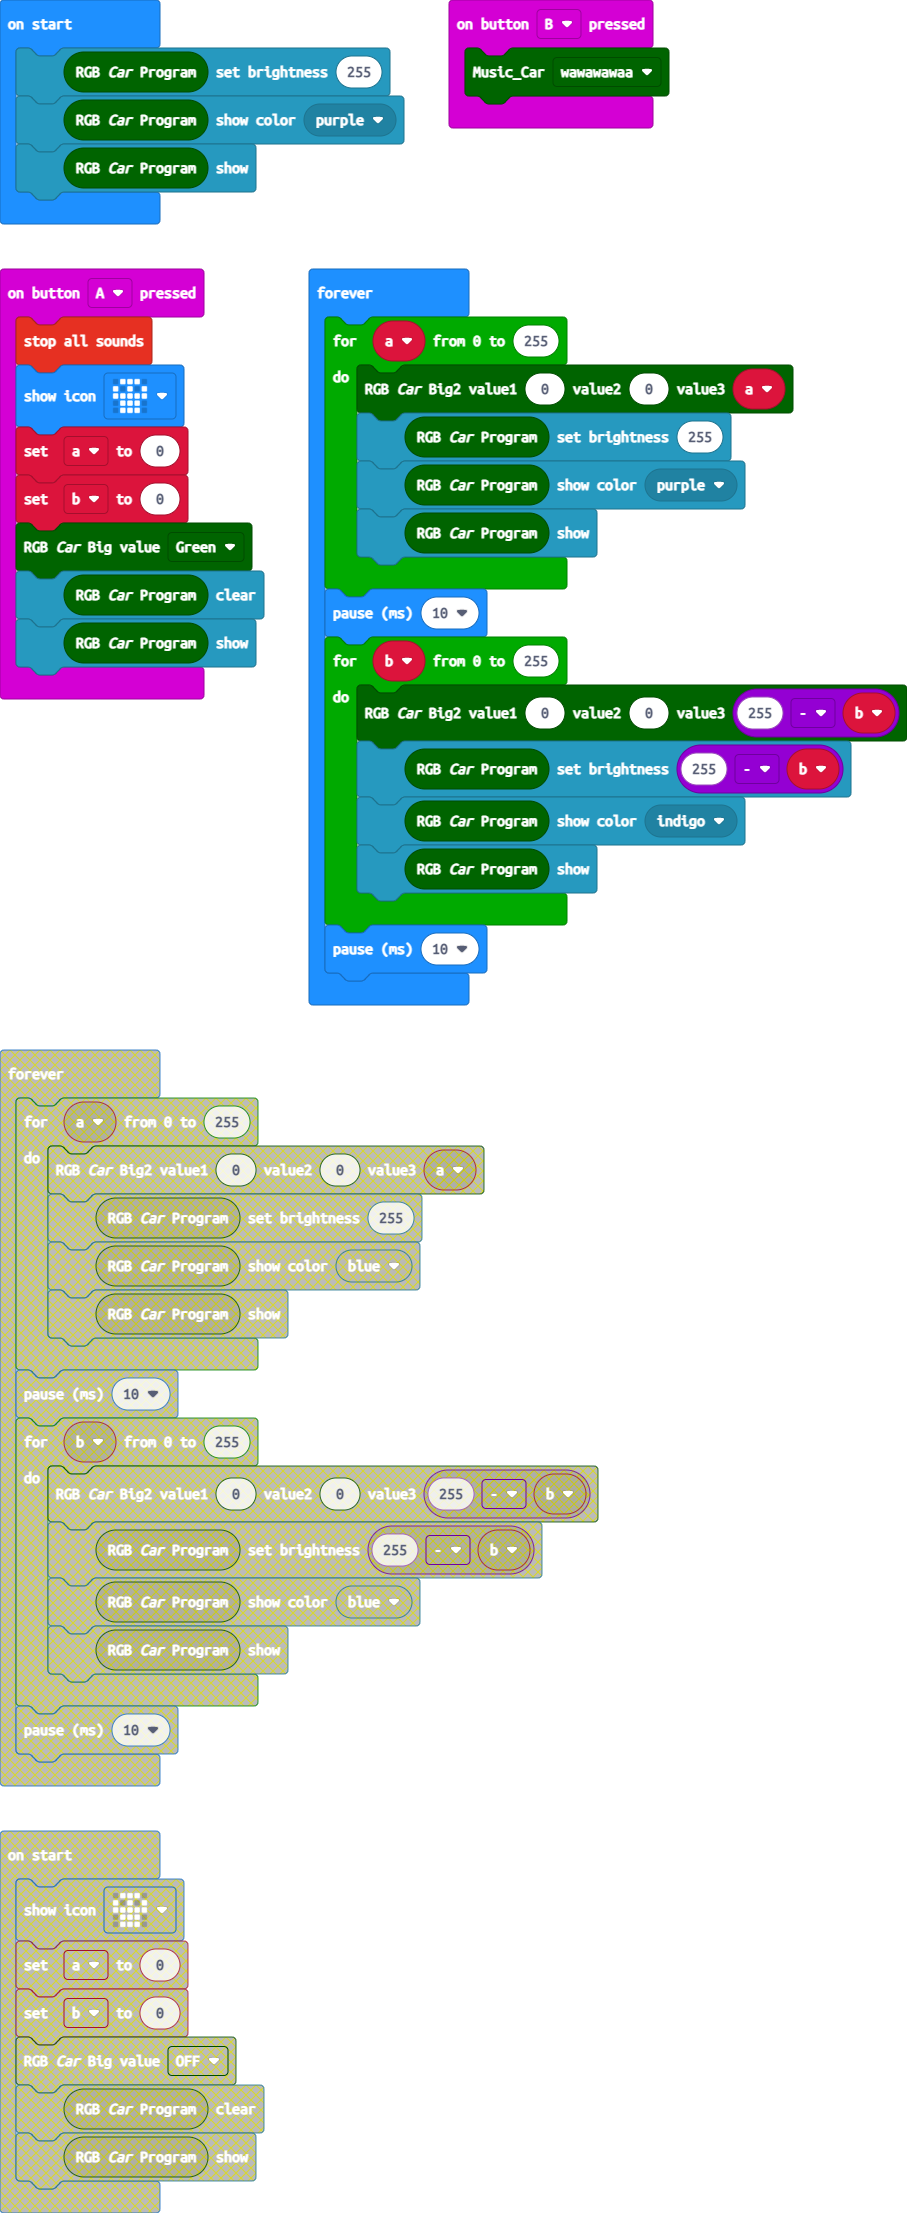 on start
RGB Car Program set brightness 255
RGB Car Program show color purple
RGB Car Program show
on button B pressed
Music_Car wawawawaa
on button A pressed
stop all sounds
show icon
set a to 0
set b to 0
RGB Car Big value Green
RGB Car Program clear
RGB Car Program show
forever
for a from 0 to 255
do RGB Car Big2 value1 0 value2 0 value3 a
RGB Car Program set brightness 255
RGB Car Program show color purple
RGB Car Program show
pause (ms) 10
for b from 0 to 255
do RGB Car Big2 value1 0 value2 0 value3 255 - b
RGB Car Program set brightness 255 - b
RGB Car Program show color indigo
RGB Car Program show
pause (ms) 10
forever
for a from 0 to 255
do RGB Car Big2 value1 0 value2 0 value3 a
RGB Car Program set brightness 255
RGB Car Program show color blue
RGB Car Program show
pause (ms) 10
for b from 0 to 255
do RGB Car Big2 value1 0 value2 0 value3 255 - b
RGB Car Program set brightness 255 - b
RGB Car Program show color blue
RGB Car Program show
pause (ms) 10
on start
show icon
set a to 0
set b to 0
RGB Car Big value OFF
RGB Car Program clear
RGB Car Program show